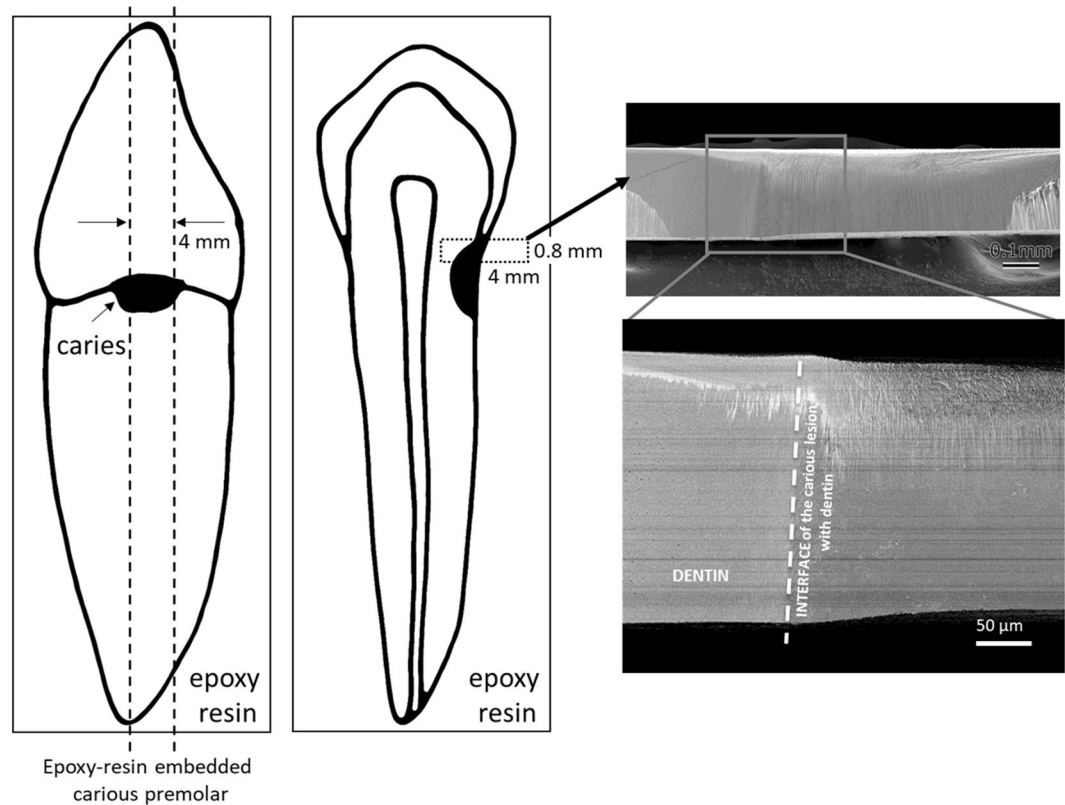 4 mm
caries
epoxy
resin
Epoxy-resin embedded
carious premolar
0.8 mm
4 mm
epoxy
resin
0.1mm
INTERFACE of the carious lesion
with dentin
DENTIN
50 µm